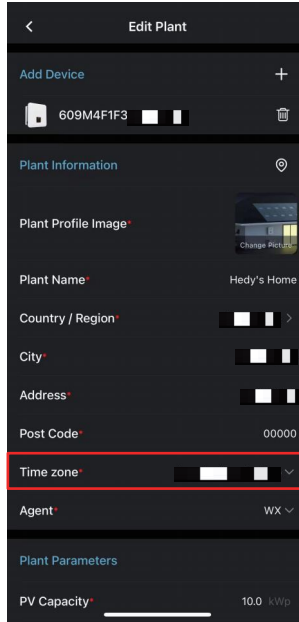 Edit Plant
Add Device
609M4F1F3
Plant Information
Plant Profile Image*
Change Picture
Plant Name* Hedy's Home
Country / Region*
City*
Address*
Post Code* 00000
Time zone*
Agent* WX
Plant Parameters
PV Capacity* 10.0 kWp